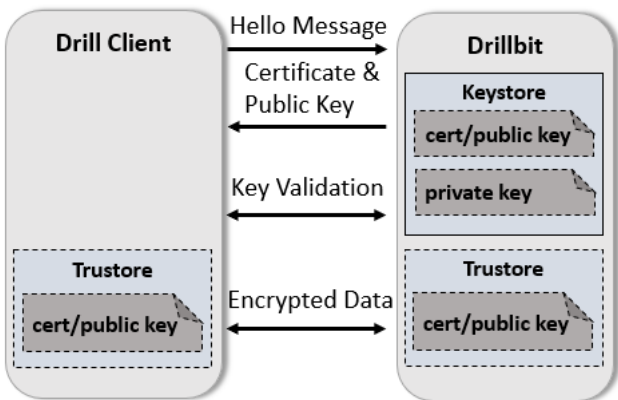 Drill Client
Hello Message
Drillbit
Certificate &
Public Key
Keystore
cert/public key
private key
Key Validation
Trustore
cert/public key
Encrypted Data
Trustore
cert/public key